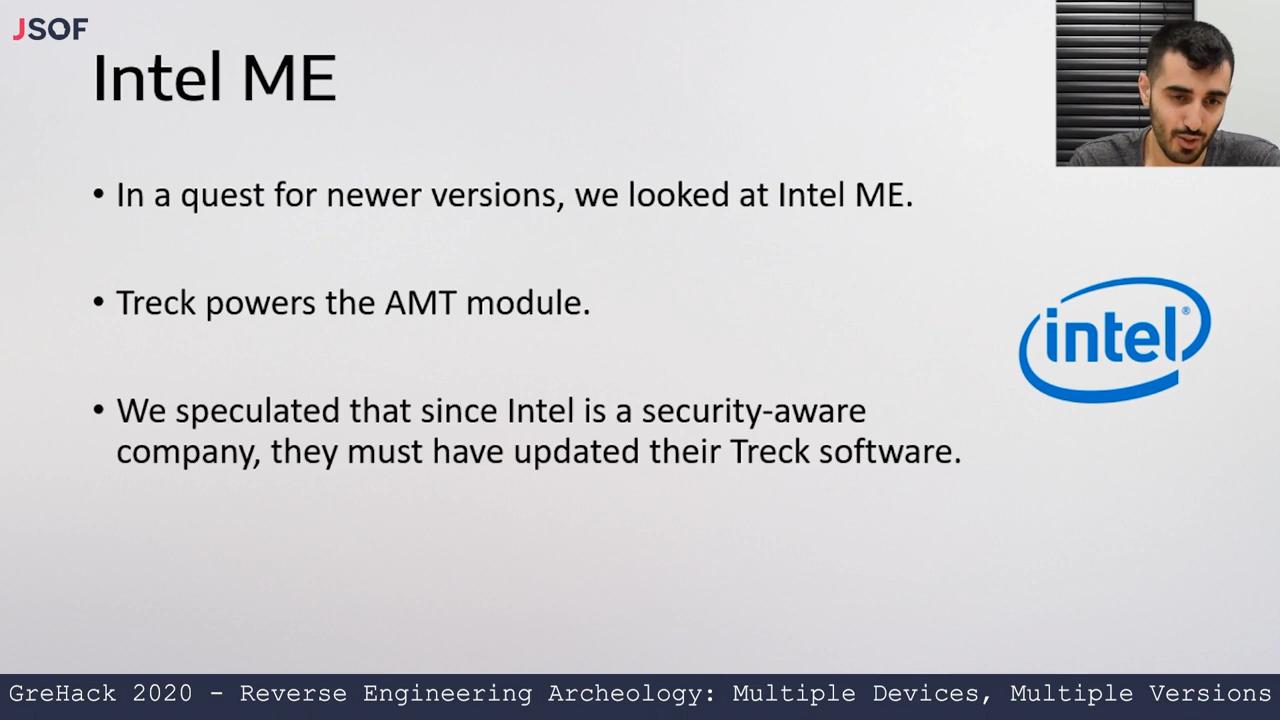 JSOF
Intel ME
• In a quest for newer versions, we looked at Intel ME.
• Treck powers the AMT module.
• We speculated that since Intel is a security-aware
company, they must have updated their Treck software.
intel®
GreHack 2020 - Reverse Engineering Archeology: Multiple Devices, Multiple Versions